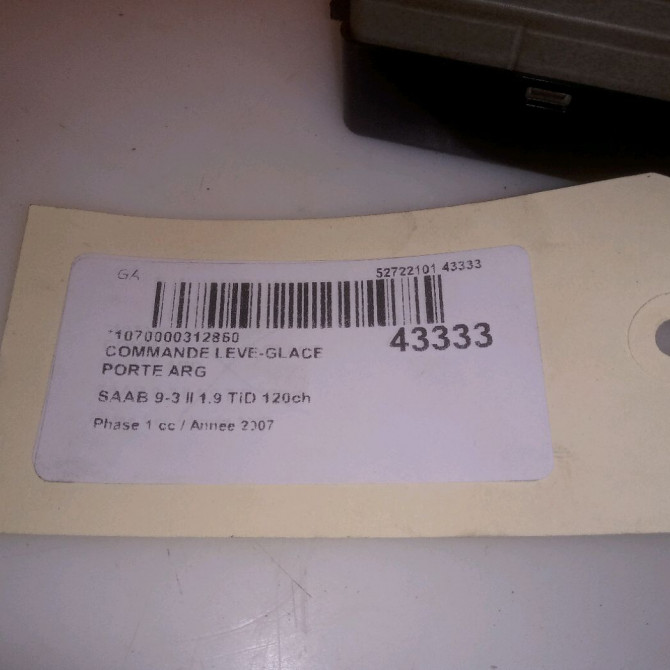 GA
52722101 43333
*1070000312860
43333
COMMANDE LEVE-GLACE
PORTE ARG
SAAB 9-3 II 1.9 TiD 120ch
Phase 1 cc / Annee 2007